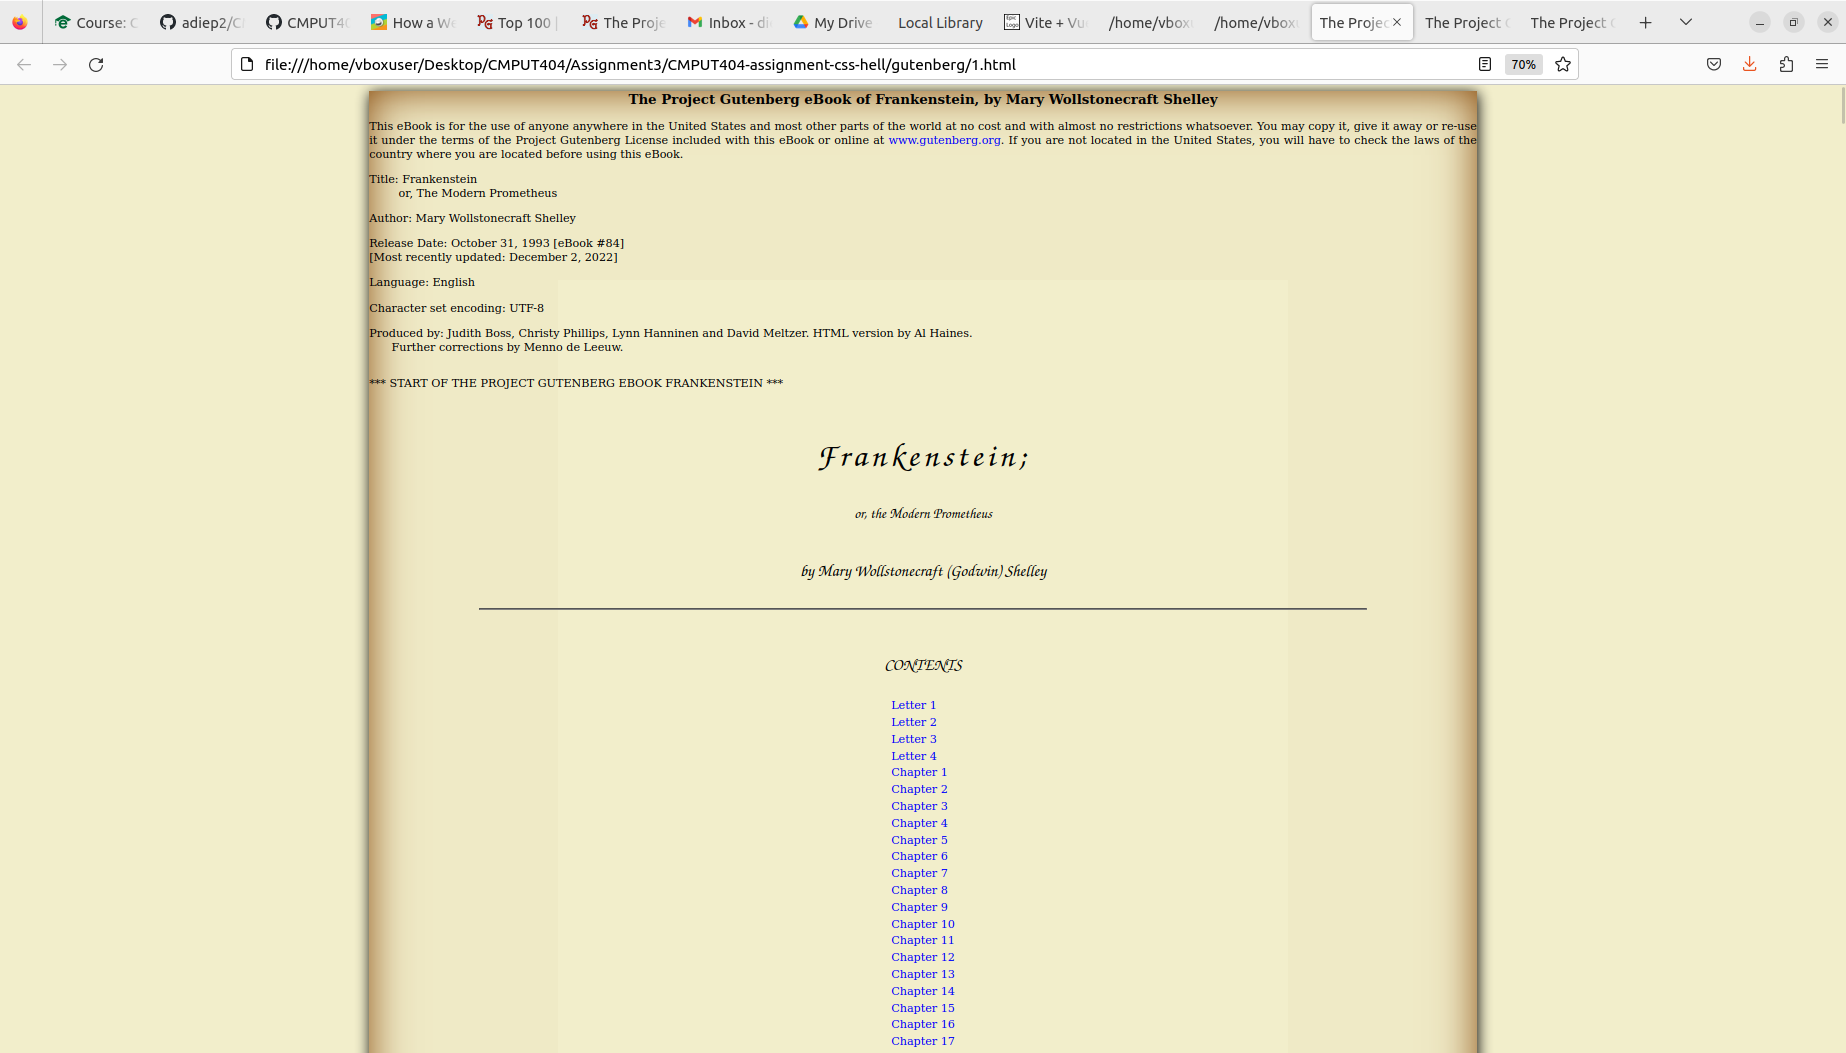 Course: C
adiep2/C
CMPUT40
How a We
Top 100 |
The Proje
Inbox - di
My Drive
Local Library
Vite + Vu
/home/vbox
/home/vbox
The Projec
The Project
The Project
file:///home/vboxuser/Desktop/CMPUT404/Assignment3/CMPUT404-assignment-css-hell/gutenberg/1.html
70%
The Project Gutenberg eBook of Frankenstein, by Mary Wollstonecraft Shelley
This eBook is for the use of anyone anywhere in the United States and most other parts of the world at no cost and with almost no restrictions whatsoever. You may copy it, give it away or re-use
it under the terms of the Project Gutenberg License included with this eBook or online at www.gutenberg.org. If you are not located in the United States, you will have to check the laws of the
country where you are located before using this eBook.
Title: Frankenstein
or, The Modern Prometheus
Author: Mary Wollstonecraft Shelley
Release Date: October 31, 1993 [eBook #84]
[Most recently updated: December 2, 2022]
Language: English
Character set encoding: UTF-8
Produced by: Judith Boss, Christy Phillips, Lynn Hanninen and David Meltzer. HTML version by Al Haines.
Further corrections by Menno de Leeuw.
*** START OF THE PROJECT GUTENBERG EBOOK FRANKENSTEIN ***
Frankenstein;
or, the Modern Prometheus
by Mary Wollstonecraft (Godwin) Shelley
CONTENTS
Letter 1
Letter 2
Letter 3
Letter 4
Chapter 1
Chapter 2
Chapter 3
Chapter 4
Chapter 5
Chapter 6
Chapter 7
Chapter 8
Chapter 9
Chapter 10
Chapter 11
Chapter 12
Chapter 13
Chapter 14
Chapter 15
Chapter 16
Chapter 17